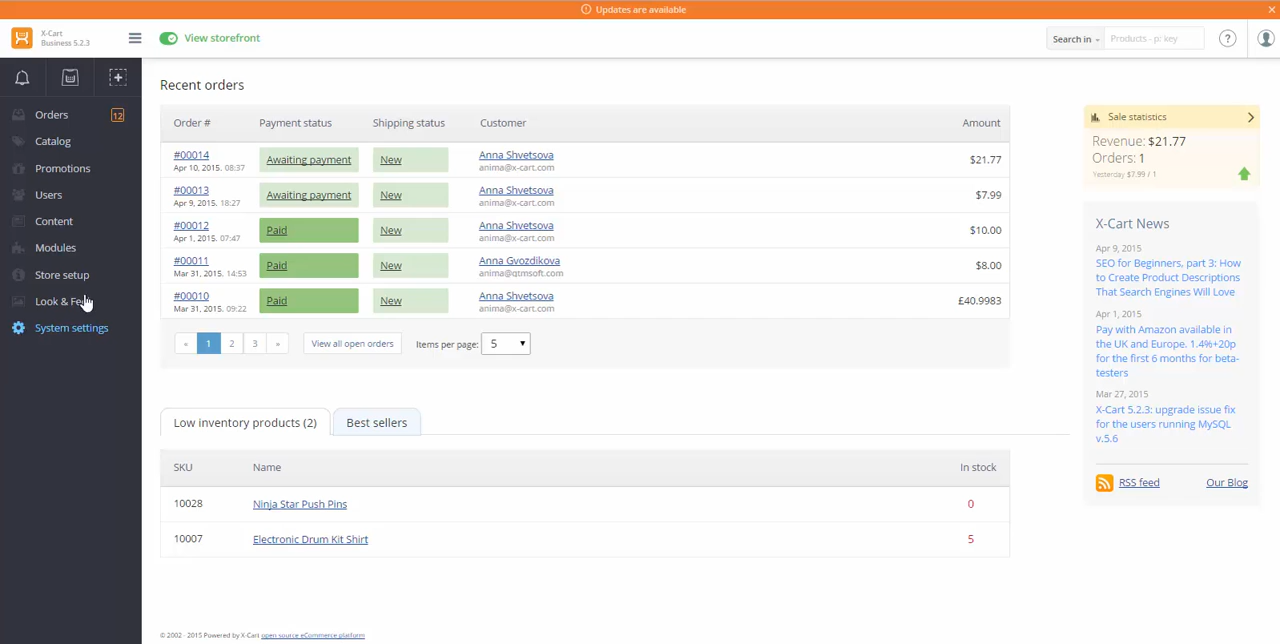 Updates are available
X-Cart
Business 5.2.3
View storefront
Search in
Products - p: key
?
Orders 12
Catalog
Promotions
Users
Content
Modules
Store setup
Look &
System settings
Recent orders
Order # Payment status Shipping status Customer Amount
#00014 Awaiting payment New Anna Shvetsova $21.77
Apr 10, 2015. 08:37 anima@x-cart.com
#00013 Awaiting payment New Anna Shvetsova $7.99
Apr 9, 2015. 18:27 anima@x-cart.com
#00012 Paid New Anna Shvetsova $10.00
Apr 1, 2015. 07:47 anima@x-cart.com
#00011 Paid New Anna Gvozdikova $8.00
Mar 31, 2015. 14:53 anima@qtmsoft.com
#00010 Paid New Anna Shvetsova £40.9983
Mar 31, 2015. 09:22 anima@x-cart.com
« 1 2 3 » View all open orders Items per page: 5
Low inventory products (2) Best sellers
SKU Name In stock
10028 Ninja Star Push Pins 0
10007 Electronic Drum Kit Shirt 5
© 2002 - 2015 Powered by X-Cart open source eCommerce platform
Sale statistics
Revenue: $21.77
Orders: 1
Yesterday $7.99 / 1
X-Cart News
Apr 9, 2015
SEO for Beginners, part 3: How
to Create Product Descriptions
That Search Engines Will Love
Apr 1, 2015
Pay with Amazon available in
the UK and Europe. 1.4%+20p
for the first 6 months for beta-
testers
Mar 27, 2015
X-Cart 5.2.3: upgrade issue fix
for the users running MySQL
v.5.6
RSS feed Our Blog